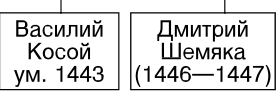 Василий
Косой
ум. 1443
Дмитрий
Шемяка
(1446—1447)